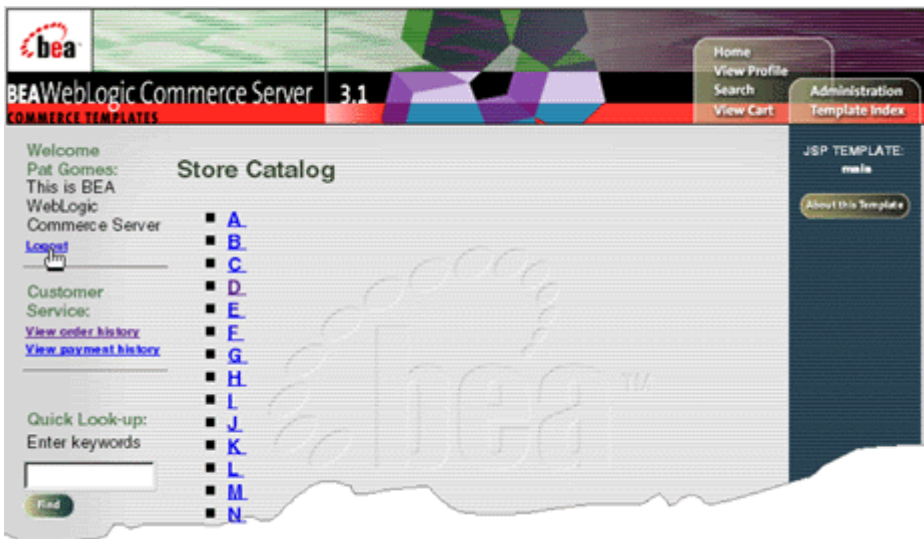 bea
Home
View Profile
Search
View Cart
Administration
Template Index
BEAWebLogic Commerce Server 3.1
COMMERCE TEMPLATES
Welcome
Pat Gomes:
This is BEA
WebLogic
Commerce Server
Logout
Customer
Service:
View order history
View payment history
Quick Look-up:
Enter keywords
Find
Store Catalog
A
B
C
D
E
F
G
H
I
J
K
L
M
N
bea TM
JSP TEMPLATE:
main
About this Template